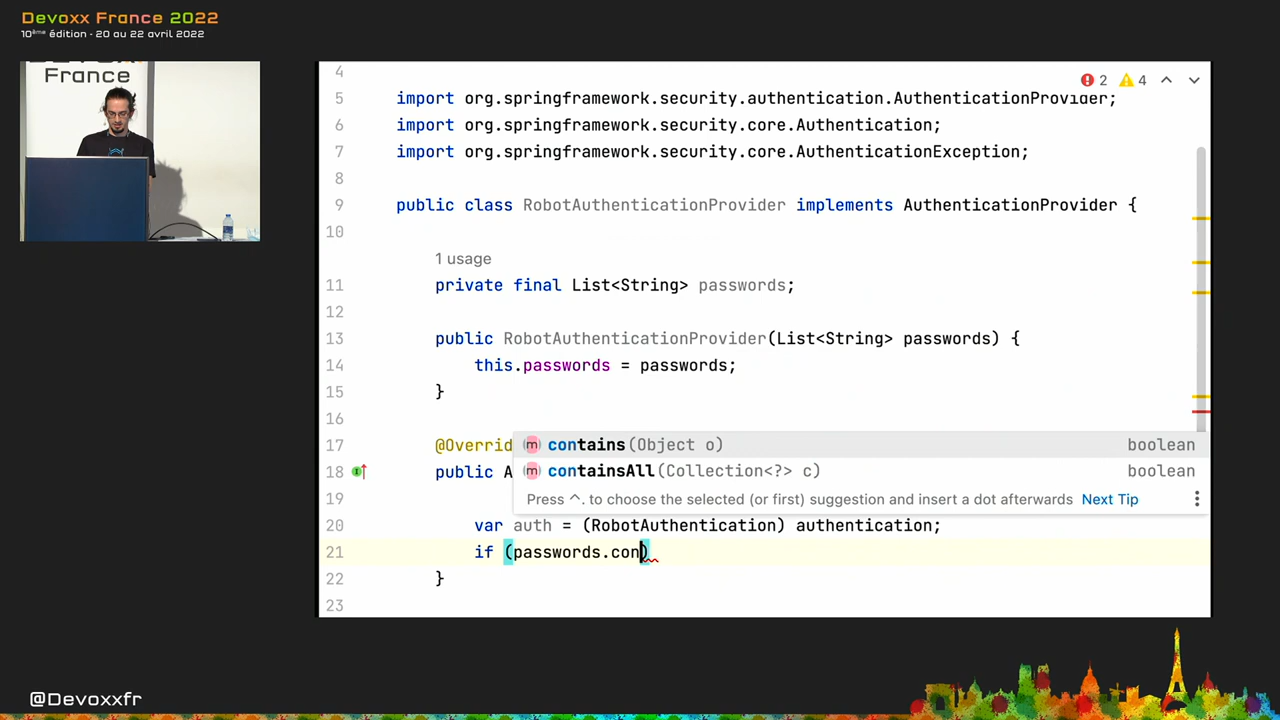 Devoxx France 2022
10ème édition - 20 au 22 avril 2022
France
4
2 4
5 import org.springframework.security.authentication.AuthenticationProvider;
6 import org.springframework.security.core.Authentication;
7 import org.springframework.security.core.AuthenticationException;
8
9 public class RobotAuthenticationProvider implements AuthenticationProvider {
10
1 usage
11 private final List<String> passwords;
12
13 public RobotAuthenticationProvider(List<String> passwords) {
14 this.passwords = passwords;
15 }
16
17 @Overrid
contains(Object o) boolean
18 public A
containsAll(Collection<?> c) boolean
19
Press ^. to choose the selected (or first) suggestion and insert a dot afterwards Next Tip
20 var auth = (RobotAuthentication) authentication;
21 if (passwords.con)
22 }
23
@Devoxxfr